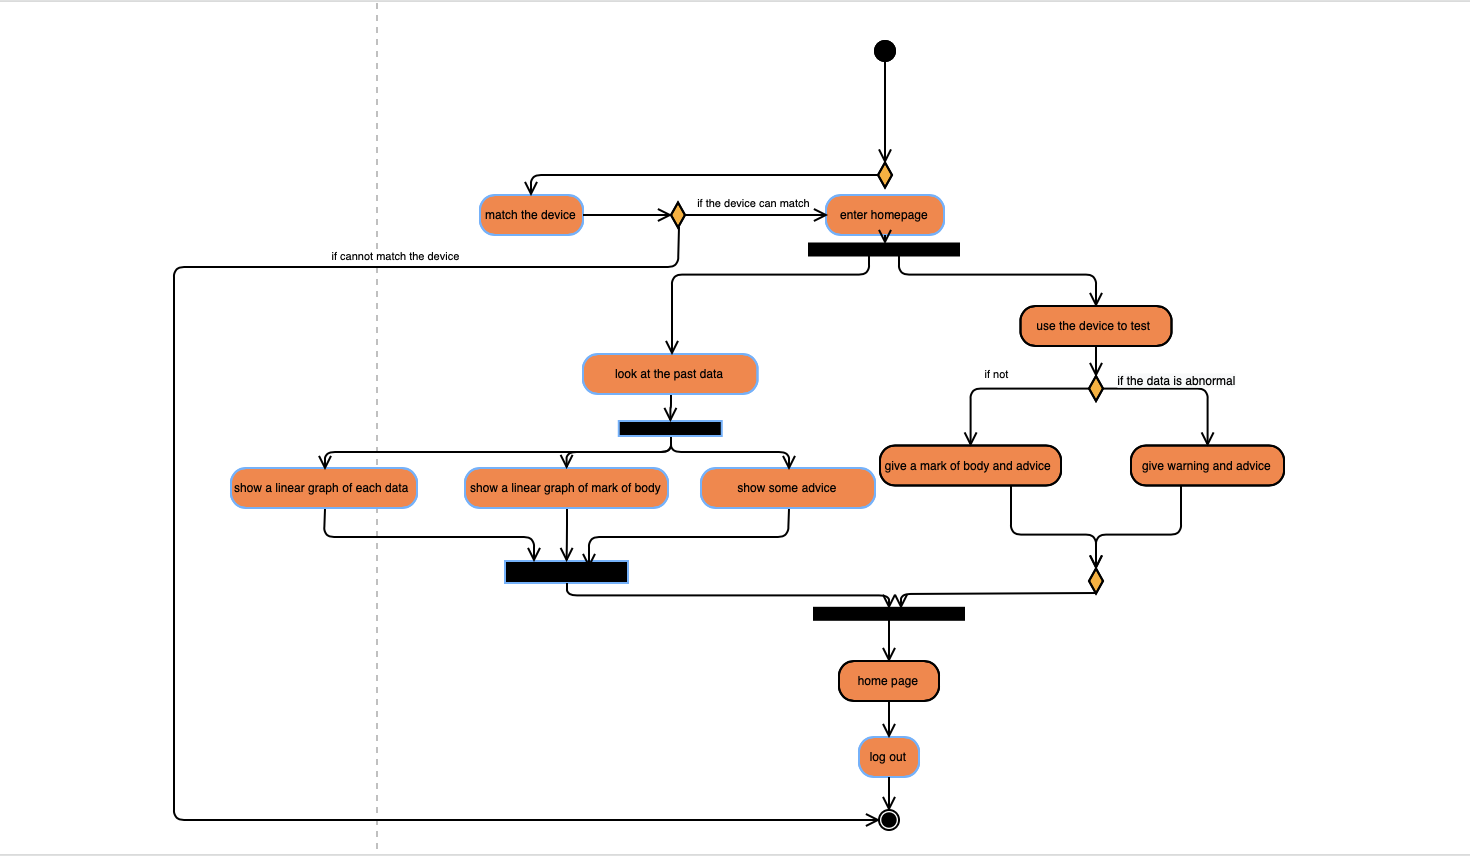 match the device
if the device can match
enter homepage
if cannot match the device
use the device to test
look at the past data
if not
if the data is abnormal
give a mark of body and advice
give warning and advice
show a linear graph of each data
show a linear graph of mark of body
show some advice
home page
log out